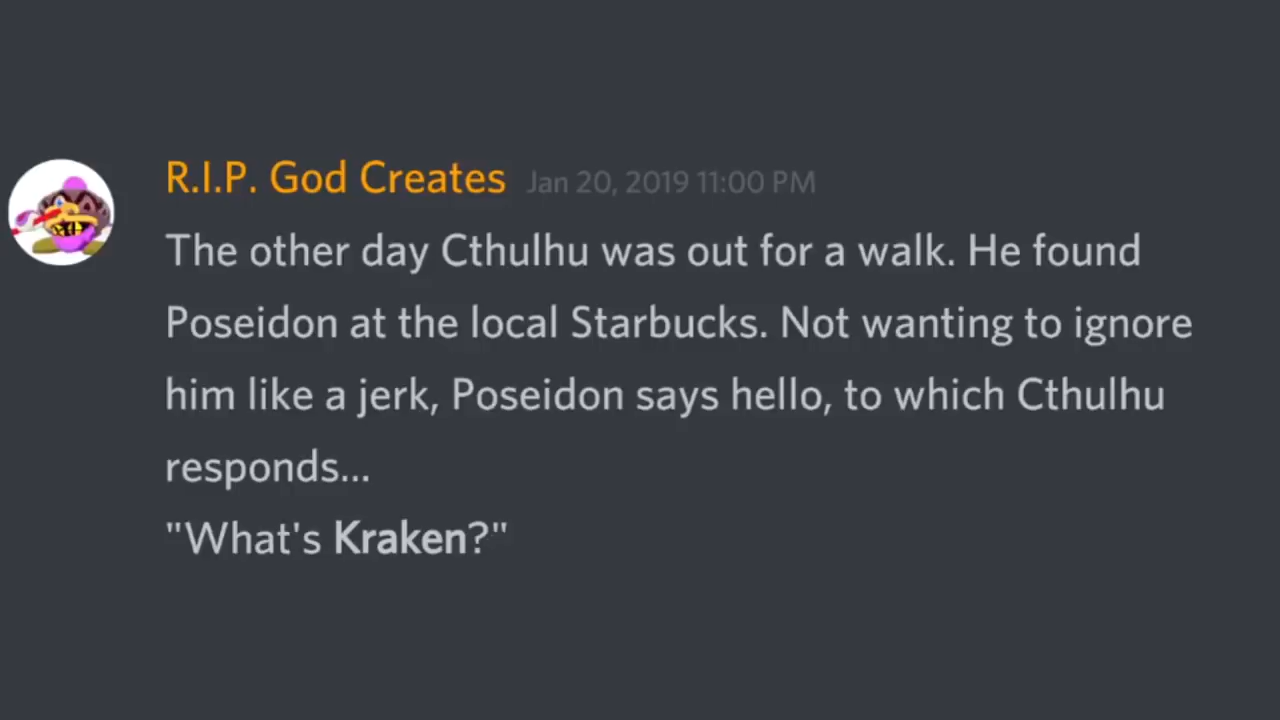 R.I.P. God Creates Jan 20, 2019 11:00 PM
The other day Cthulhu was out for a walk. He found
Poseidon at the local Starbucks. Not wanting to ignore
him like a jerk, Poseidon says hello, to which Cthulhu
responds...
"What's Kraken?"